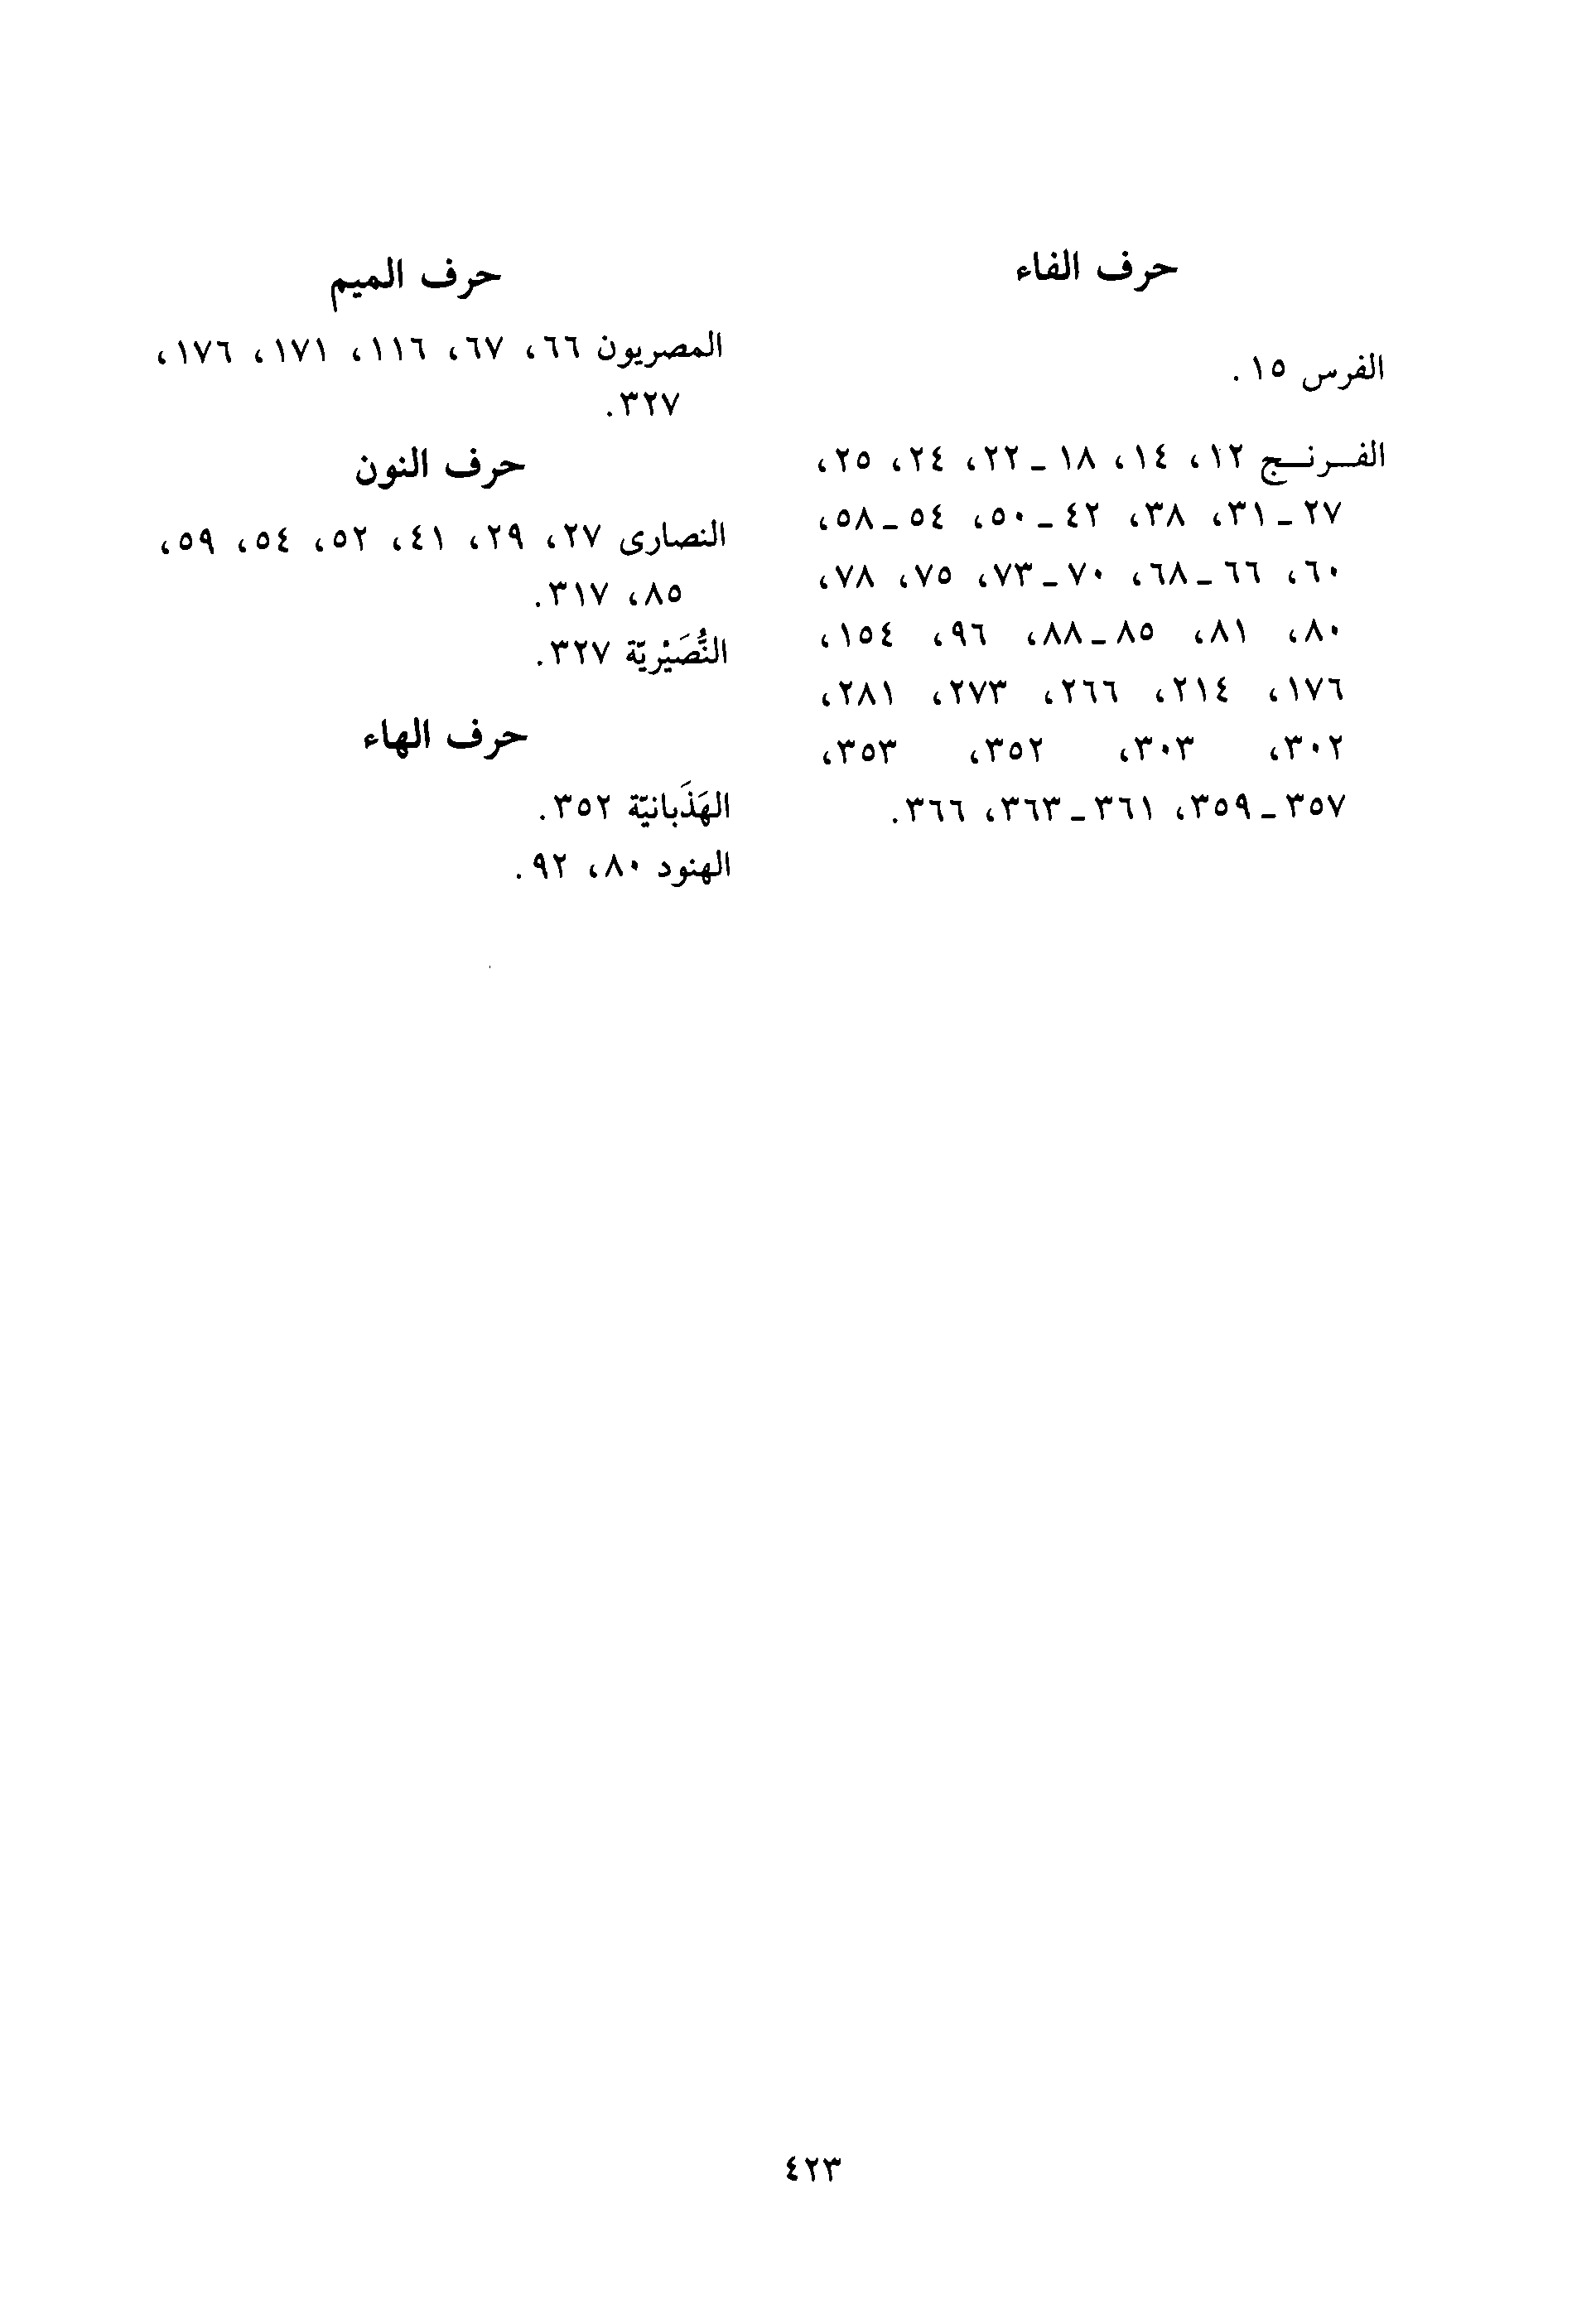 حرف الفاء
الفرس ١٥.
الفـرنـج ١٢، ١٤، ١٨ ـ ٢٢، ٢٤، ٢٥،
٢٧ ـ ٣١، ٣٨، ٤٢ ـ ٥٠، ٥٤ ـ ٥٨،
٦٠، ٦٦ ـ ٦٨، ٧٠ ـ ٧٣، ٧٥، ٧٨،
٨٠، ٨١، ٨٥ ـ ٨٨، ٩٦، ١٥٤،
١٧٦، ٢١٤، ٢٦٦، ٢٧٣، ٢٨١،
٣٠٢، ٣٠٣، ٣٥٢، ٣٥٣،
٣٥٧ ـ ٣٥٩، ٣٦١ ـ ٣٦٣، ٣٦٦.
حرف الميم
المصريون ٦٦، ٦٧، ١١٦، ١٧١، ١٧٦،
٣٢٧.
حرف النون
النصارى ٢٧، ٢٩، ٤١، ٥٢، ٥٤، ٥٩،
٨٥، ٣١٧.
النُّصَيْريّة ٣٢٧.
حرف الهاء
الهَذَبانيّة ٣٥٢.
الهنود ٨٠، ٩٢.
٤٢٣